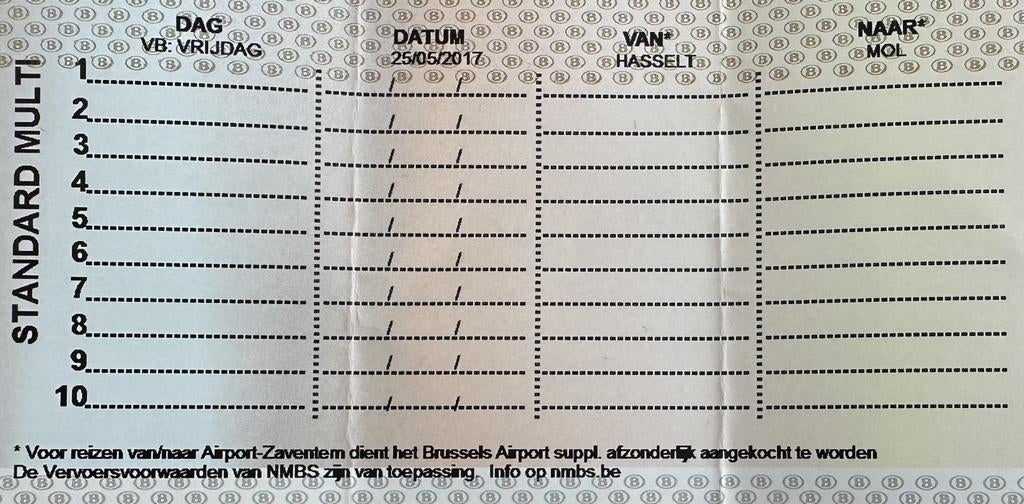 DAG DATUM VAN* NAAR*
VB: VRIJDAG 25/05/2017 HASSELT MOL
STANDARD MULTI
1 / /
2 / /
3 / /
4 / /
5 / /
6 / /
7 / /
8 / /
9 / /
10 / /
* Voor reizen van/naar Airport-Zaventem dient het Brussels Airport suppl. afzonderlijk aangekocht te worden
De Vervoersvoorwaarden van NMBS zijn van toepassing. Info op nmbs.be